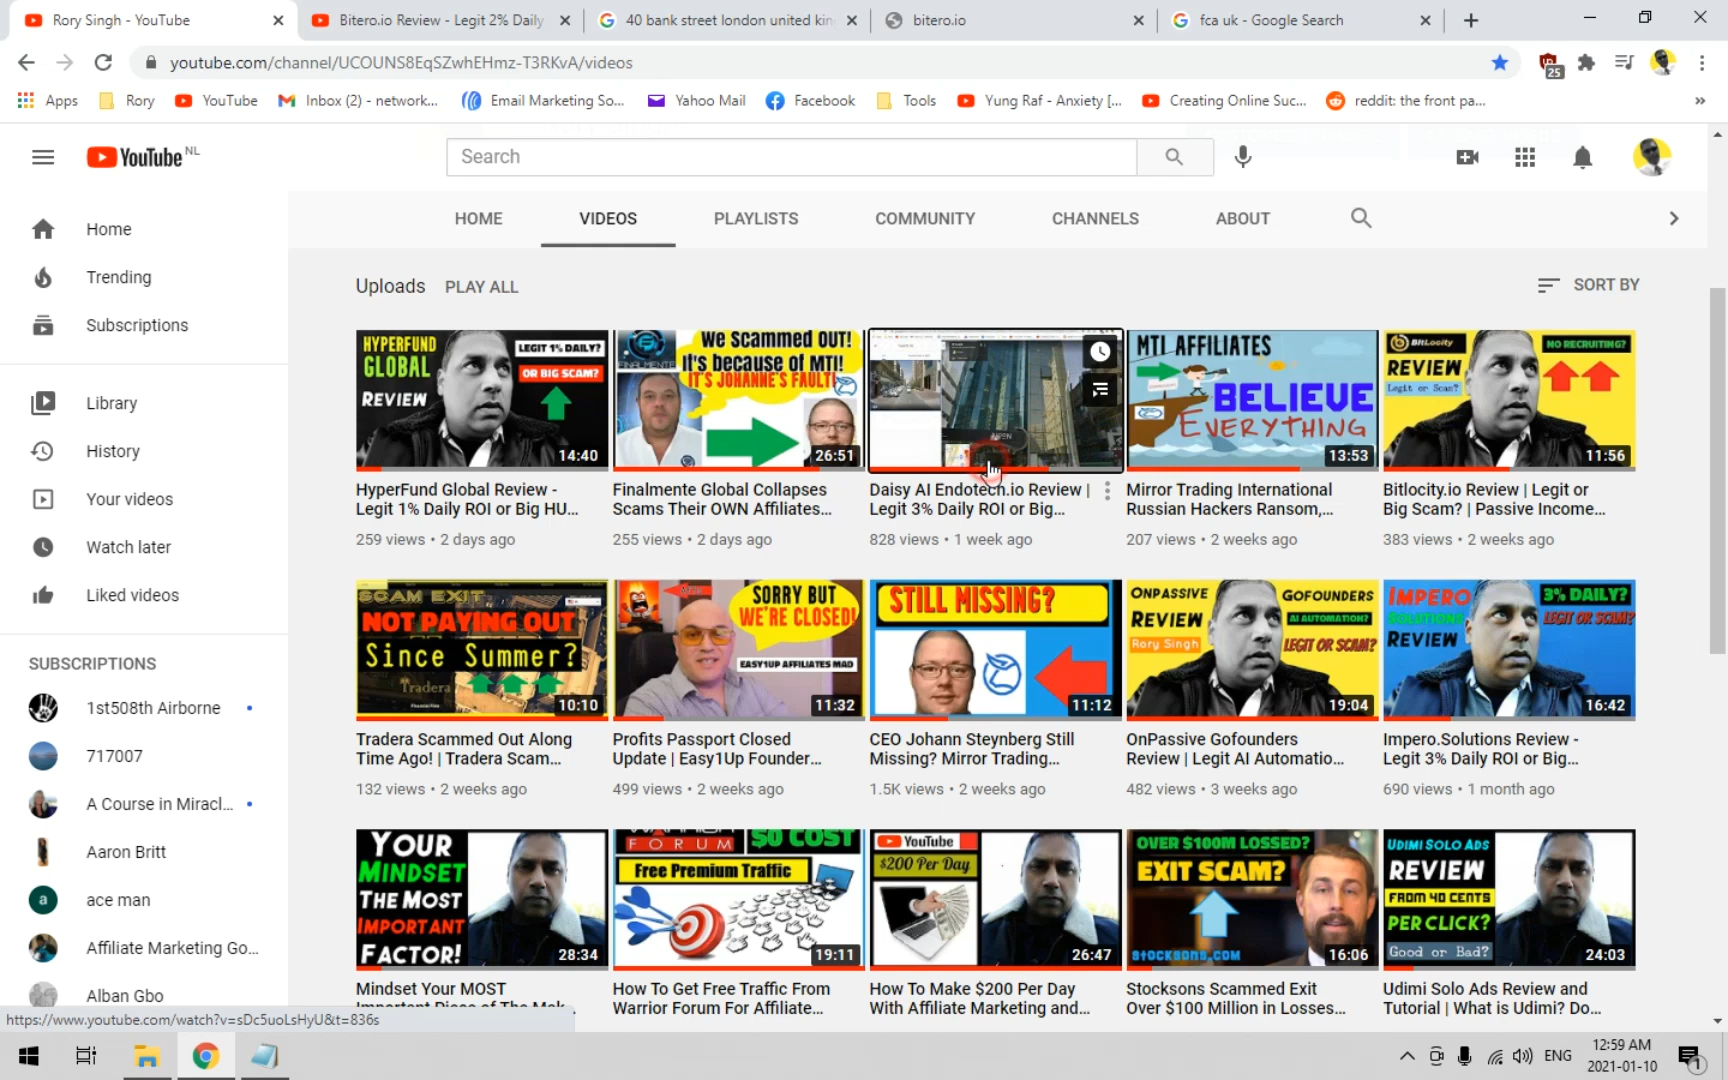 Rory Singh - YouTube
Bitero.io Review - Legit 2% Daily
40 bank street london united kin
bitero.io
fca uk - Google Search
youtube.com/channel/UCOUNS8EqSZwhEHmz-T3RKvA/videos
25
Apps
Rory
YouTube
Inbox (2) - network...
Email Marketing So...
Yahoo Mail
Facebook
Tools
Yung Raf - Anxiety [...
Creating Online Suc...
reddit: the front pa...
YouTube NL
Search
HOME
VIDEOS
PLAYLISTS
COMMUNITY
CHANNELS
ABOUT
Home
Trending
Subscriptions
Library
History
Your videos
Watch later
Liked videos
SUBSCRIPTIONS
1st508th Airborne
717007
A Course in Miracl...
Aaron Britt
a
ace man
Affiliate Marketing Go...
Alban Gbo
Uploads PLAY ALL
SORT BY
HYPERFUND
GLOBAL
REVIEW
LEGIT 1% DAILY?
OR BIG SCAM?
14:40
HyperFund Global Review -
Legit 1% Daily ROI or Big HU...
259 views • 2 days ago
We SCAMMED OUT!
It's because of MTI!
IT'S JOHANNE'S FAULT!
FINALMENTE
26:51
Finalmente Global Collapses
Scams Their OWN Affiliates...
255 views • 2 days ago
Daisy AI Endotech.io Review |
Legit 3% Daily ROI or Big...
828 views • 1 week ago
MTI AFFILIATES
BELIEVE
EVERYTHING
13:53
Mirror Trading International
Russian Hackers Ransom,...
207 views • 2 weeks ago
BitLocity
REVIEW
Legit or Scam?
NO RECRUITING?
11:56
Bitlocity.io Review | Legit or
Big Scam? | Passive Income...
383 views • 2 weeks ago
SCAM EXIT
NOT PAYING OUT
Since Summer?
Tradera
10:10
Tradera Scammed Out Along
Time Ago! | Tradera Scam...
132 views • 2 weeks ago
SORRY BUT
WE'RE CLOSED!
EASY1UP AFFILIATES MAD
11:32
Profits Passport Closed
Update | Easy1Up Founder...
499 views • 2 weeks ago
STILL MISSING?
11:12
CEO Johann Steynberg Still
Missing? Mirror Trading...
1.5K views • 2 weeks ago
ONPASSIVE
REVIEW
Rory Singh
GOFOUNDERS
AI AUTOMATION?
LEGIT OR SCAM?
19:04
OnPassive Gofounders
Review | Legit AI Automatio...
482 views • 3 weeks ago
IMPERO
SOLUTIONS
REVIEW
3% DAILY?
LEGIT OR SCAM?
16:42
Impero.Solutions Review -
Legit 3% Daily ROI or Big...
690 views • 1 month ago
YOUR
MINDSET
THE MOST
IMPORTANT
FACTOR!
28:34
Mindset Your MOST
FORUM
$0 COST
Free Premium Traffic
19:11
How To Get Free Traffic From
Warrior Forum For Affiliate...
YouTube
$200 Per Day
26:47
How To Make $200 Per Day
With Affiliate Marketing and...
OVER $100M LOSSED?
EXIT SCAM?
STOCKSONS.COM
16:06
Stocksons Scammed Exit
Over $100 Million in Losses...
UDIMI SOLO ADS
REVIEW
FROM 40 CENTS
PER CLICK?
Good or Bad?
24:03
Udimi Solo Ads Review and
Tutorial | What is Udimi? Do...
https://www.youtube.com/watch?v=sDc5uoLsHyU&t=836s
ENG
12:59 AM
2021-01-10
1